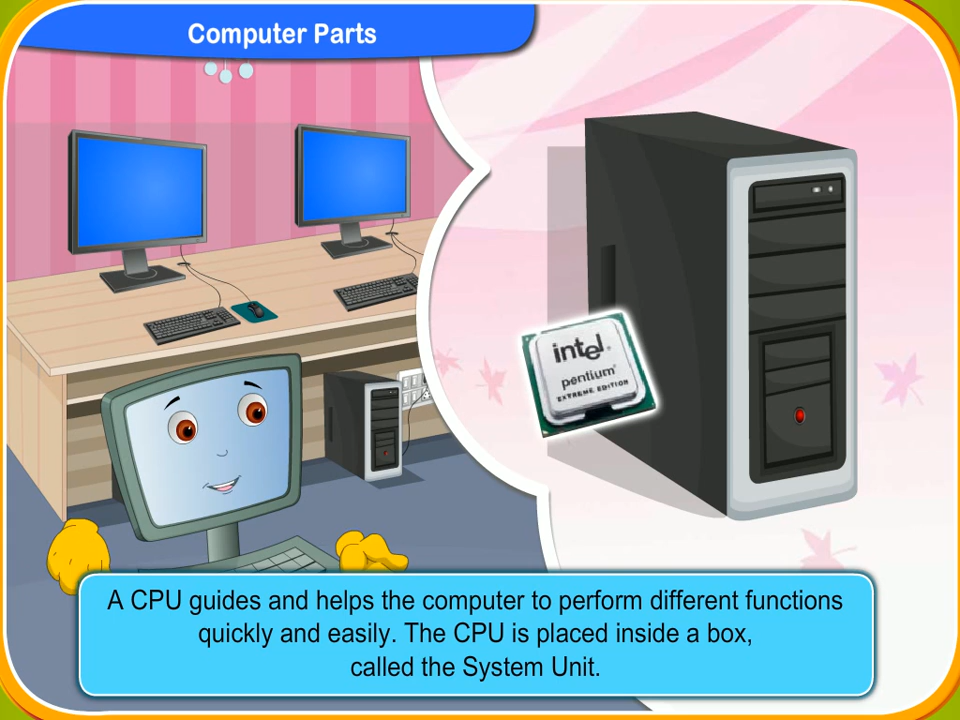 Computer Parts
intel.
pentium®
EXTREME EDITION
A CPU guides and helps the computer to perform different functions
quickly and easily. The CPU is placed inside a box,
called the System Unit.